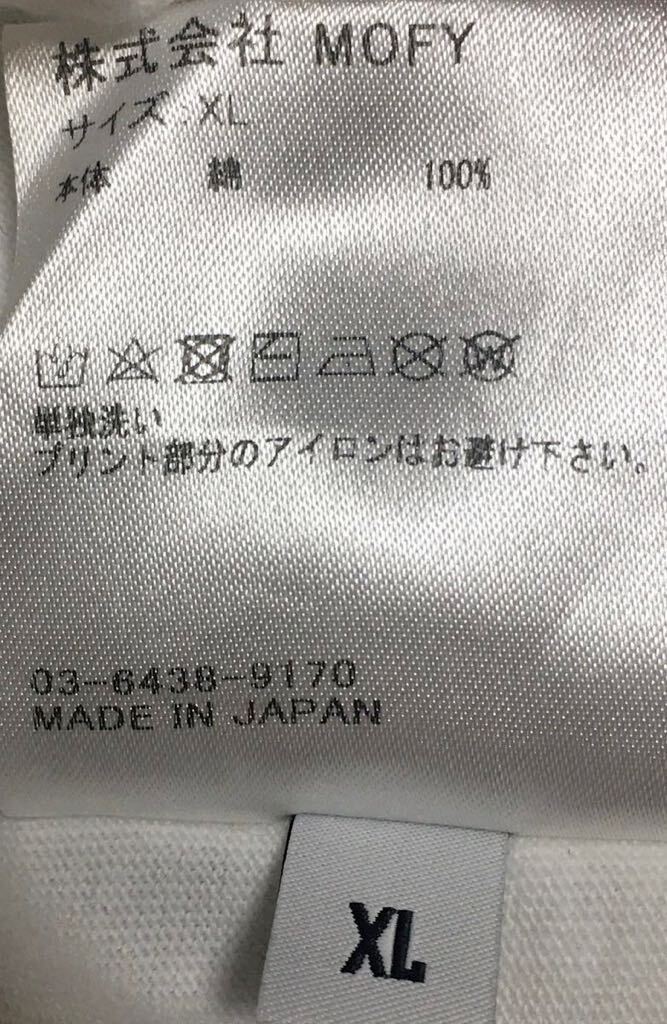 株式会社 MOFY
サイズ:XL
本体 綿 100%
単独洗い
プリント部分のアイロンはお避け下さい。
03-6438-9170
MADE IN JAPAN
XL